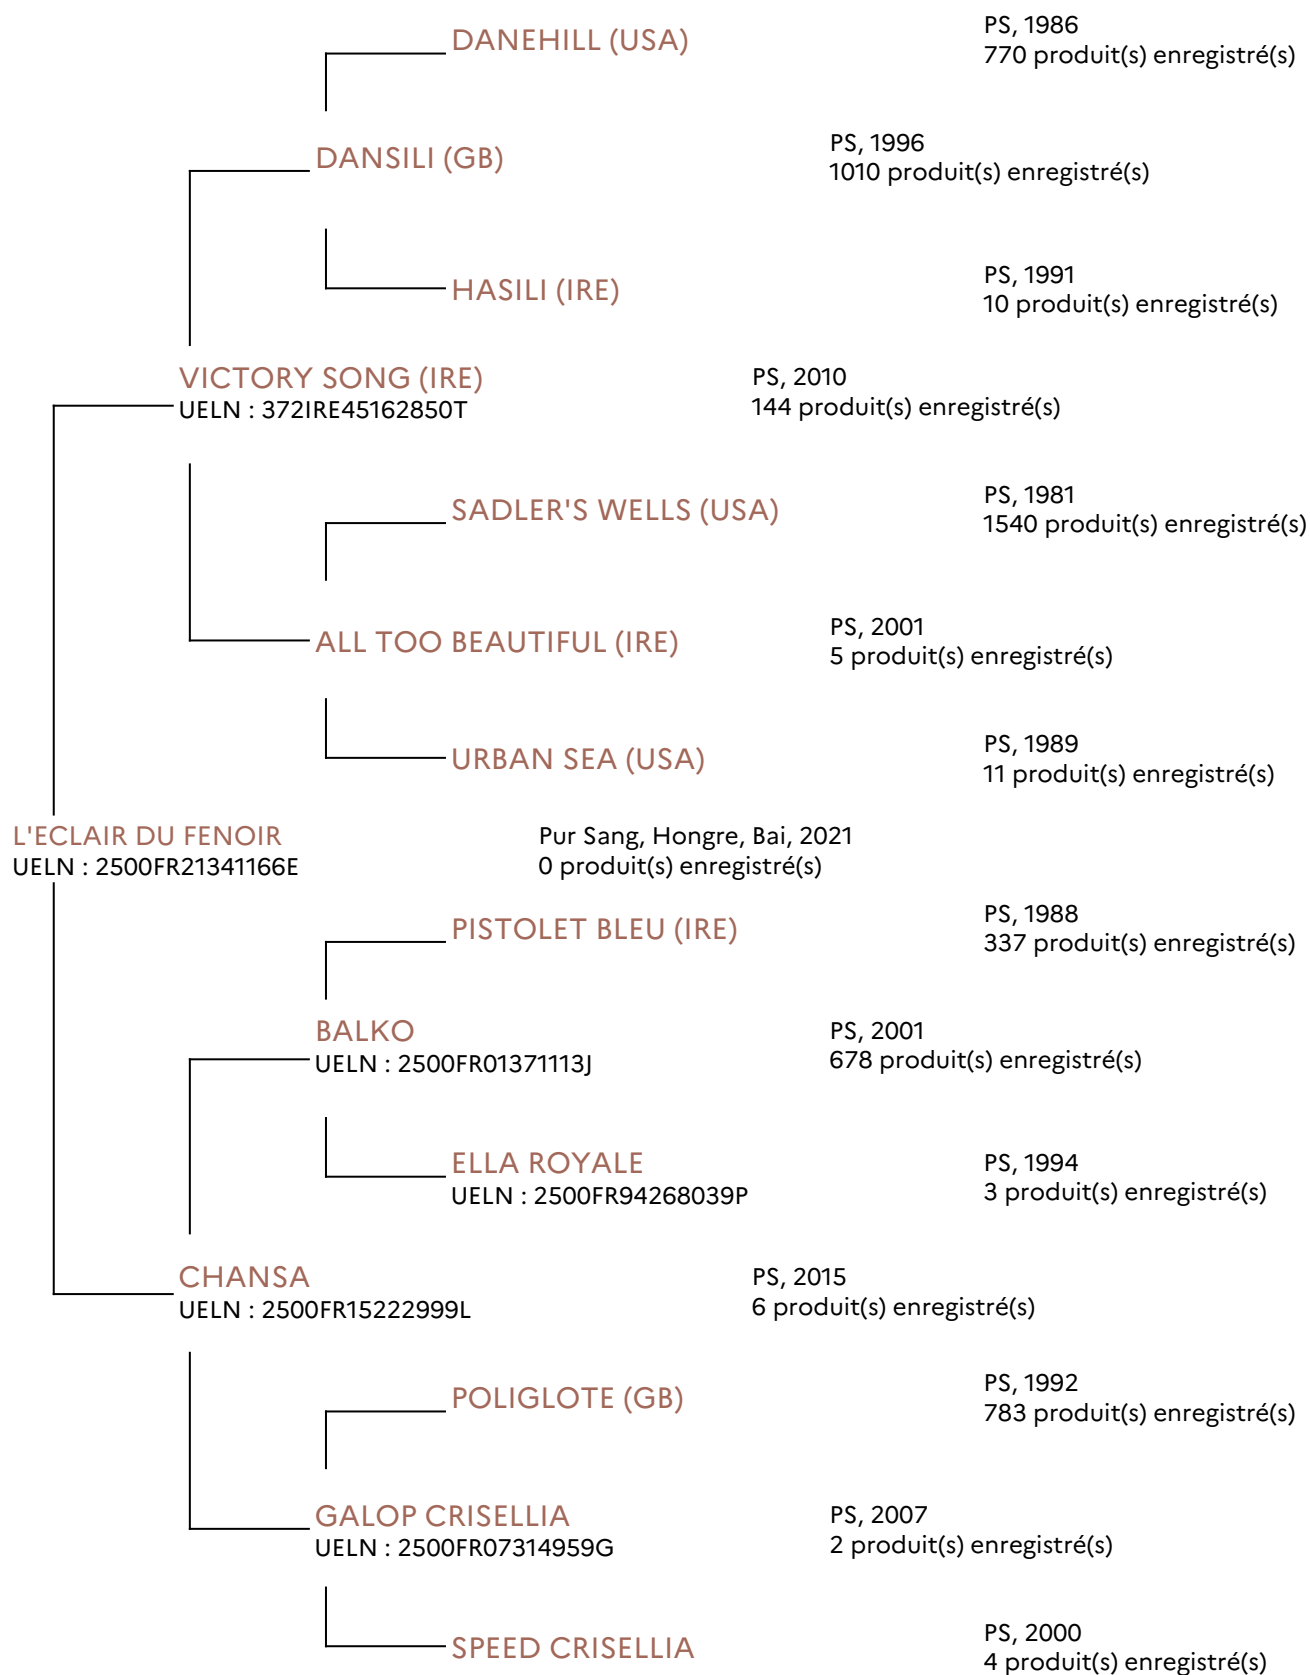 DANEHILL (USA)
PS, 1986
770 produit(s) enregistré(s)
DANSILI (GB)
PS, 1996
1010 produit(s) enregistré(s)
HASILI (IRE)
PS, 1991
10 produit(s) enregistré(s)
VICTORY SONG (IRE)
UELN : 372IRE45162850T
PS, 2010
144 produit(s) enregistré(s)
SADLER'S WELLS (USA)
PS, 1981
1540 produit(s) enregistré(s)
ALL TOO BEAUTIFUL (IRE)
PS, 2001
5 produit(s) enregistré(s)
URBAN SEA (USA)
PS, 1989
11 produit(s) enregistré(s)
L'ECLAIR DU FENOIR
UELN : 2500FR21341166E
Pur Sang, Hongre, Bai, 2021
0 produit(s) enregistré(s)
PISTOLET BLEU (IRE)
PS, 1988
337 produit(s) enregistré(s)
BALKO
UELN : 2500FR01371113J
PS, 2001
678 produit(s) enregistré(s)
ELLA ROYALE
UELN : 2500FR94268039P
PS, 1994
3 produit(s) enregistré(s)
CHANSA
UELN : 2500FR15222999L
PS, 2015
6 produit(s) enregistré(s)
POLIGLOTE (GB)
PS, 1992
783 produit(s) enregistré(s)
GALOP CRISELLIA
UELN : 2500FR07314959G
PS, 2007
2 produit(s) enregistré(s)
SPEED CRISELLIA
PS, 2000
4 produit(s) enregistré(s)